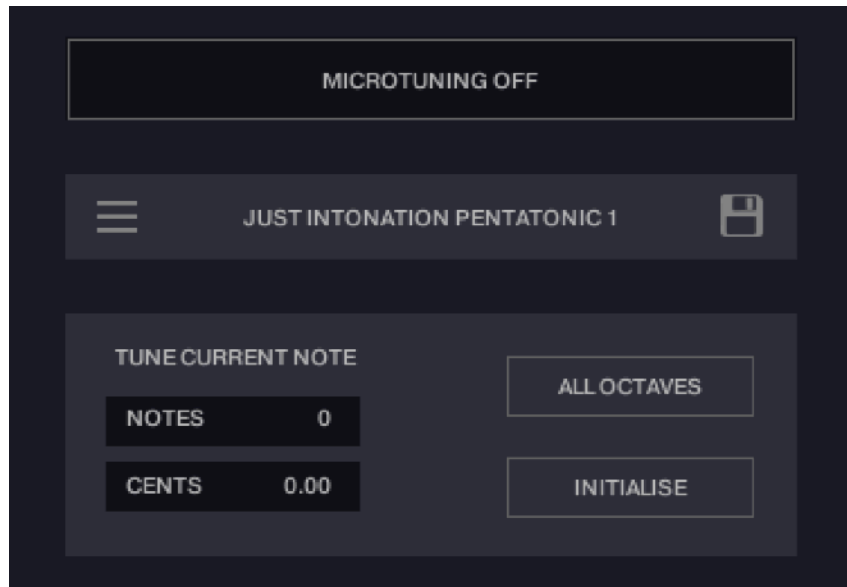 MICROTUNING OFF
JUST INTONATION PENTATONIC 1
TUNE CURRENT NOTE
NOTES 0
CENTS 0.00
ALL OCTAVES
INITIALISE